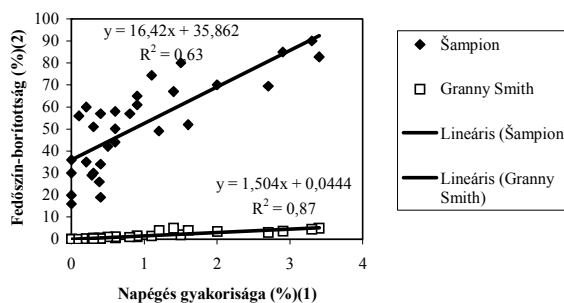 y = 16,42x + 35,862
R² = 0,63
100
90
80
70
60
50
40
30
20
10
0
Fedőszín-borítottság (%)(2)
y = 1,504x + 0,0444
R² = 0,87
0 1 2 3 4
Napégés gyakorisága (%)(1)
Šampion
Granny Smith
Lineáris (Šampion)
Lineáris (Granny
Smith)